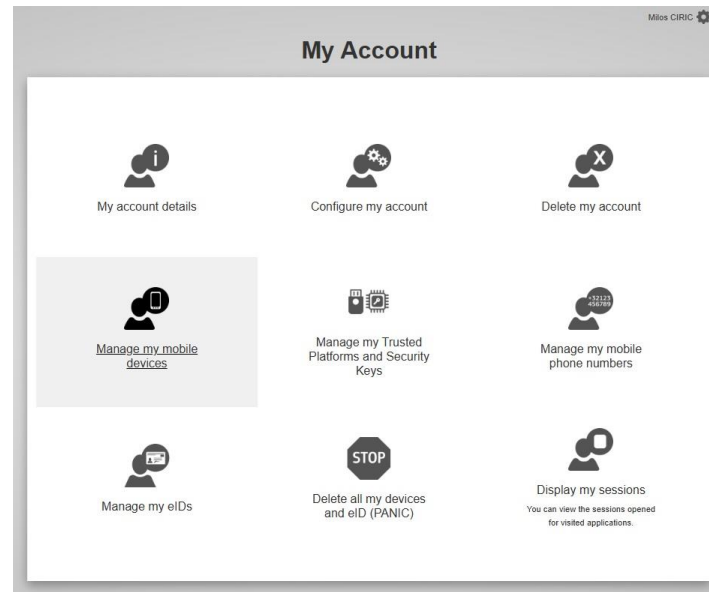 Milos CIRIC
My Account
i
X
My account details
Configure my account
Delete my account
+32123
456789
Manage my mobile
devices
Manage my Trusted
Platforms and Security
Keys
Manage my mobile
phone numbers
STOP
Manage my eIDs
Delete all my devices
and eID (PANIC)
Display my sessions
You can view the sessions opened
for visited applications.